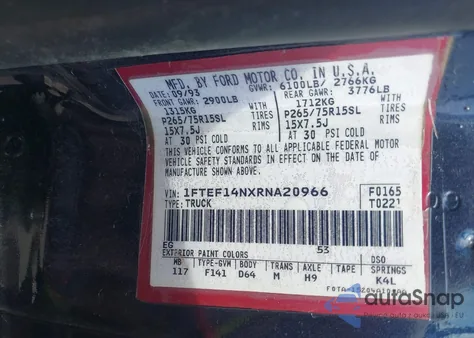 MFD. BY FORD MOTOR CO. IN U.S.A.
DATE: 09/93 GVWR: 6100LB/ 2766KG
FRONT GAWR: 2900LB REAR GAWR: 3776LB
1315KG 1712KG
P265/75R15SL WITH TIRES P265/75R15SL WITH TIRES
15X7.5J RIMS 15X7.5J RIMS
AT 30 PSI COLD AT 30 PSI COLD
THIS VEHICLE CONFORMS TO ALL APPLICABLE FEDERAL MOTOR
VEHICLE SAFETY STANDARDS IN EFFECT ON THE DATE OF
MANUFACTURE SHOWN ABOVE.
VIN: 1FTEF14NXRNA20966 F0165
TYPE: TRUCK T0221
EG 53
EXTERIOR PAINT COLORS DSO
WB TYPE-GVM BODY TRANS AXLE TAPE SPRINGS
117 F141 D64 M H9 K4L
autoSnap